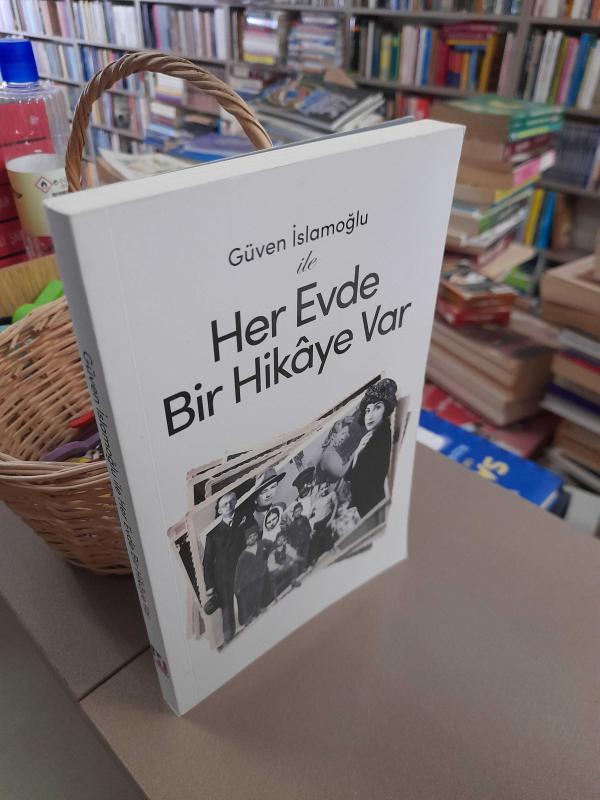 Güven İslamoğlu
ile
Her Evde
Bir Hikâye Var
Güven İslamoğlu ile Her Evde Bir Hikâye Var